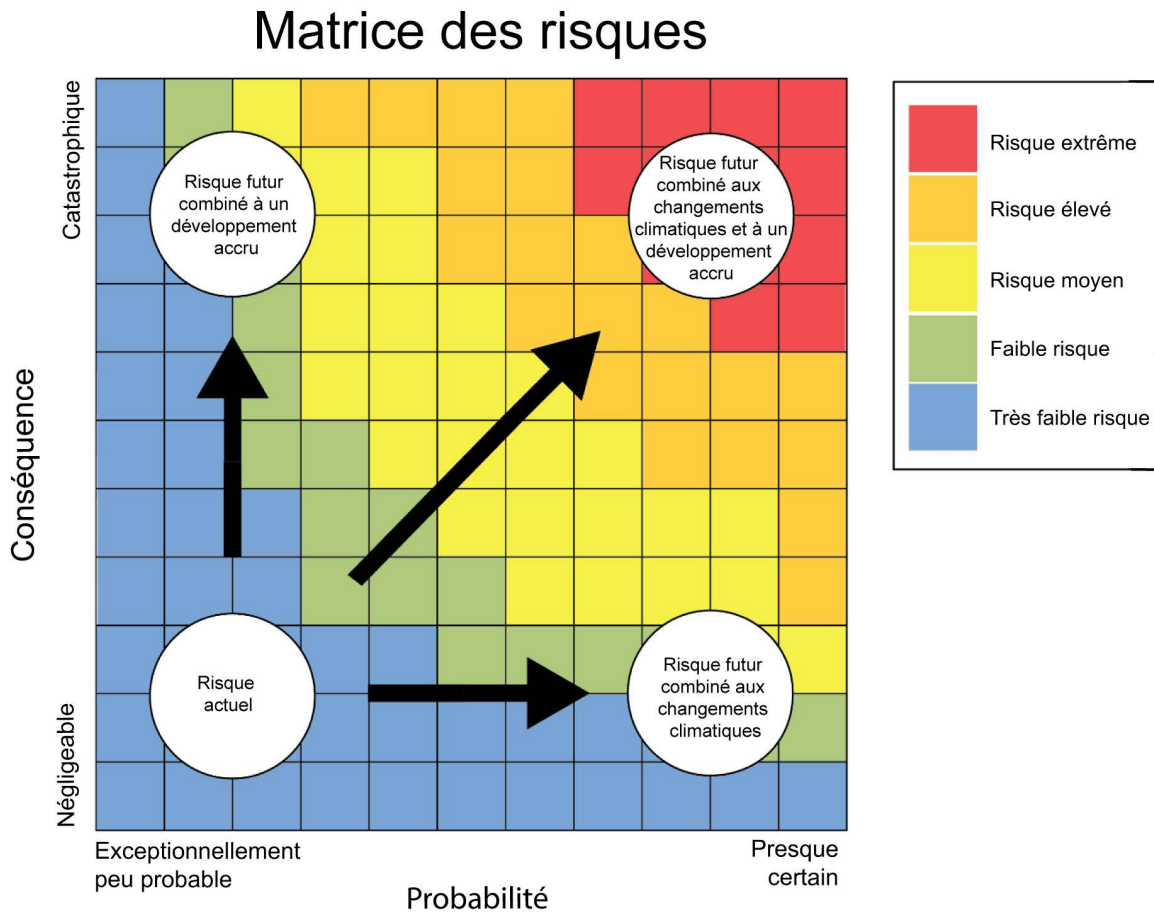 Matrice des risques
Catastrophique
Conséquence
Négligeable
Risque futur
combiné à un
développement
accru
Risque futur
combiné aux
changements
climatiques et à un
développement
accru
Risque
actuel
Risque futur
combiné aux
changements
climatiques
Exceptionnellement
peu probable
Probabilité
Presque
certain
Risque extrême
Risque élevé
Risque moyen
Faible risque
Très faible risque